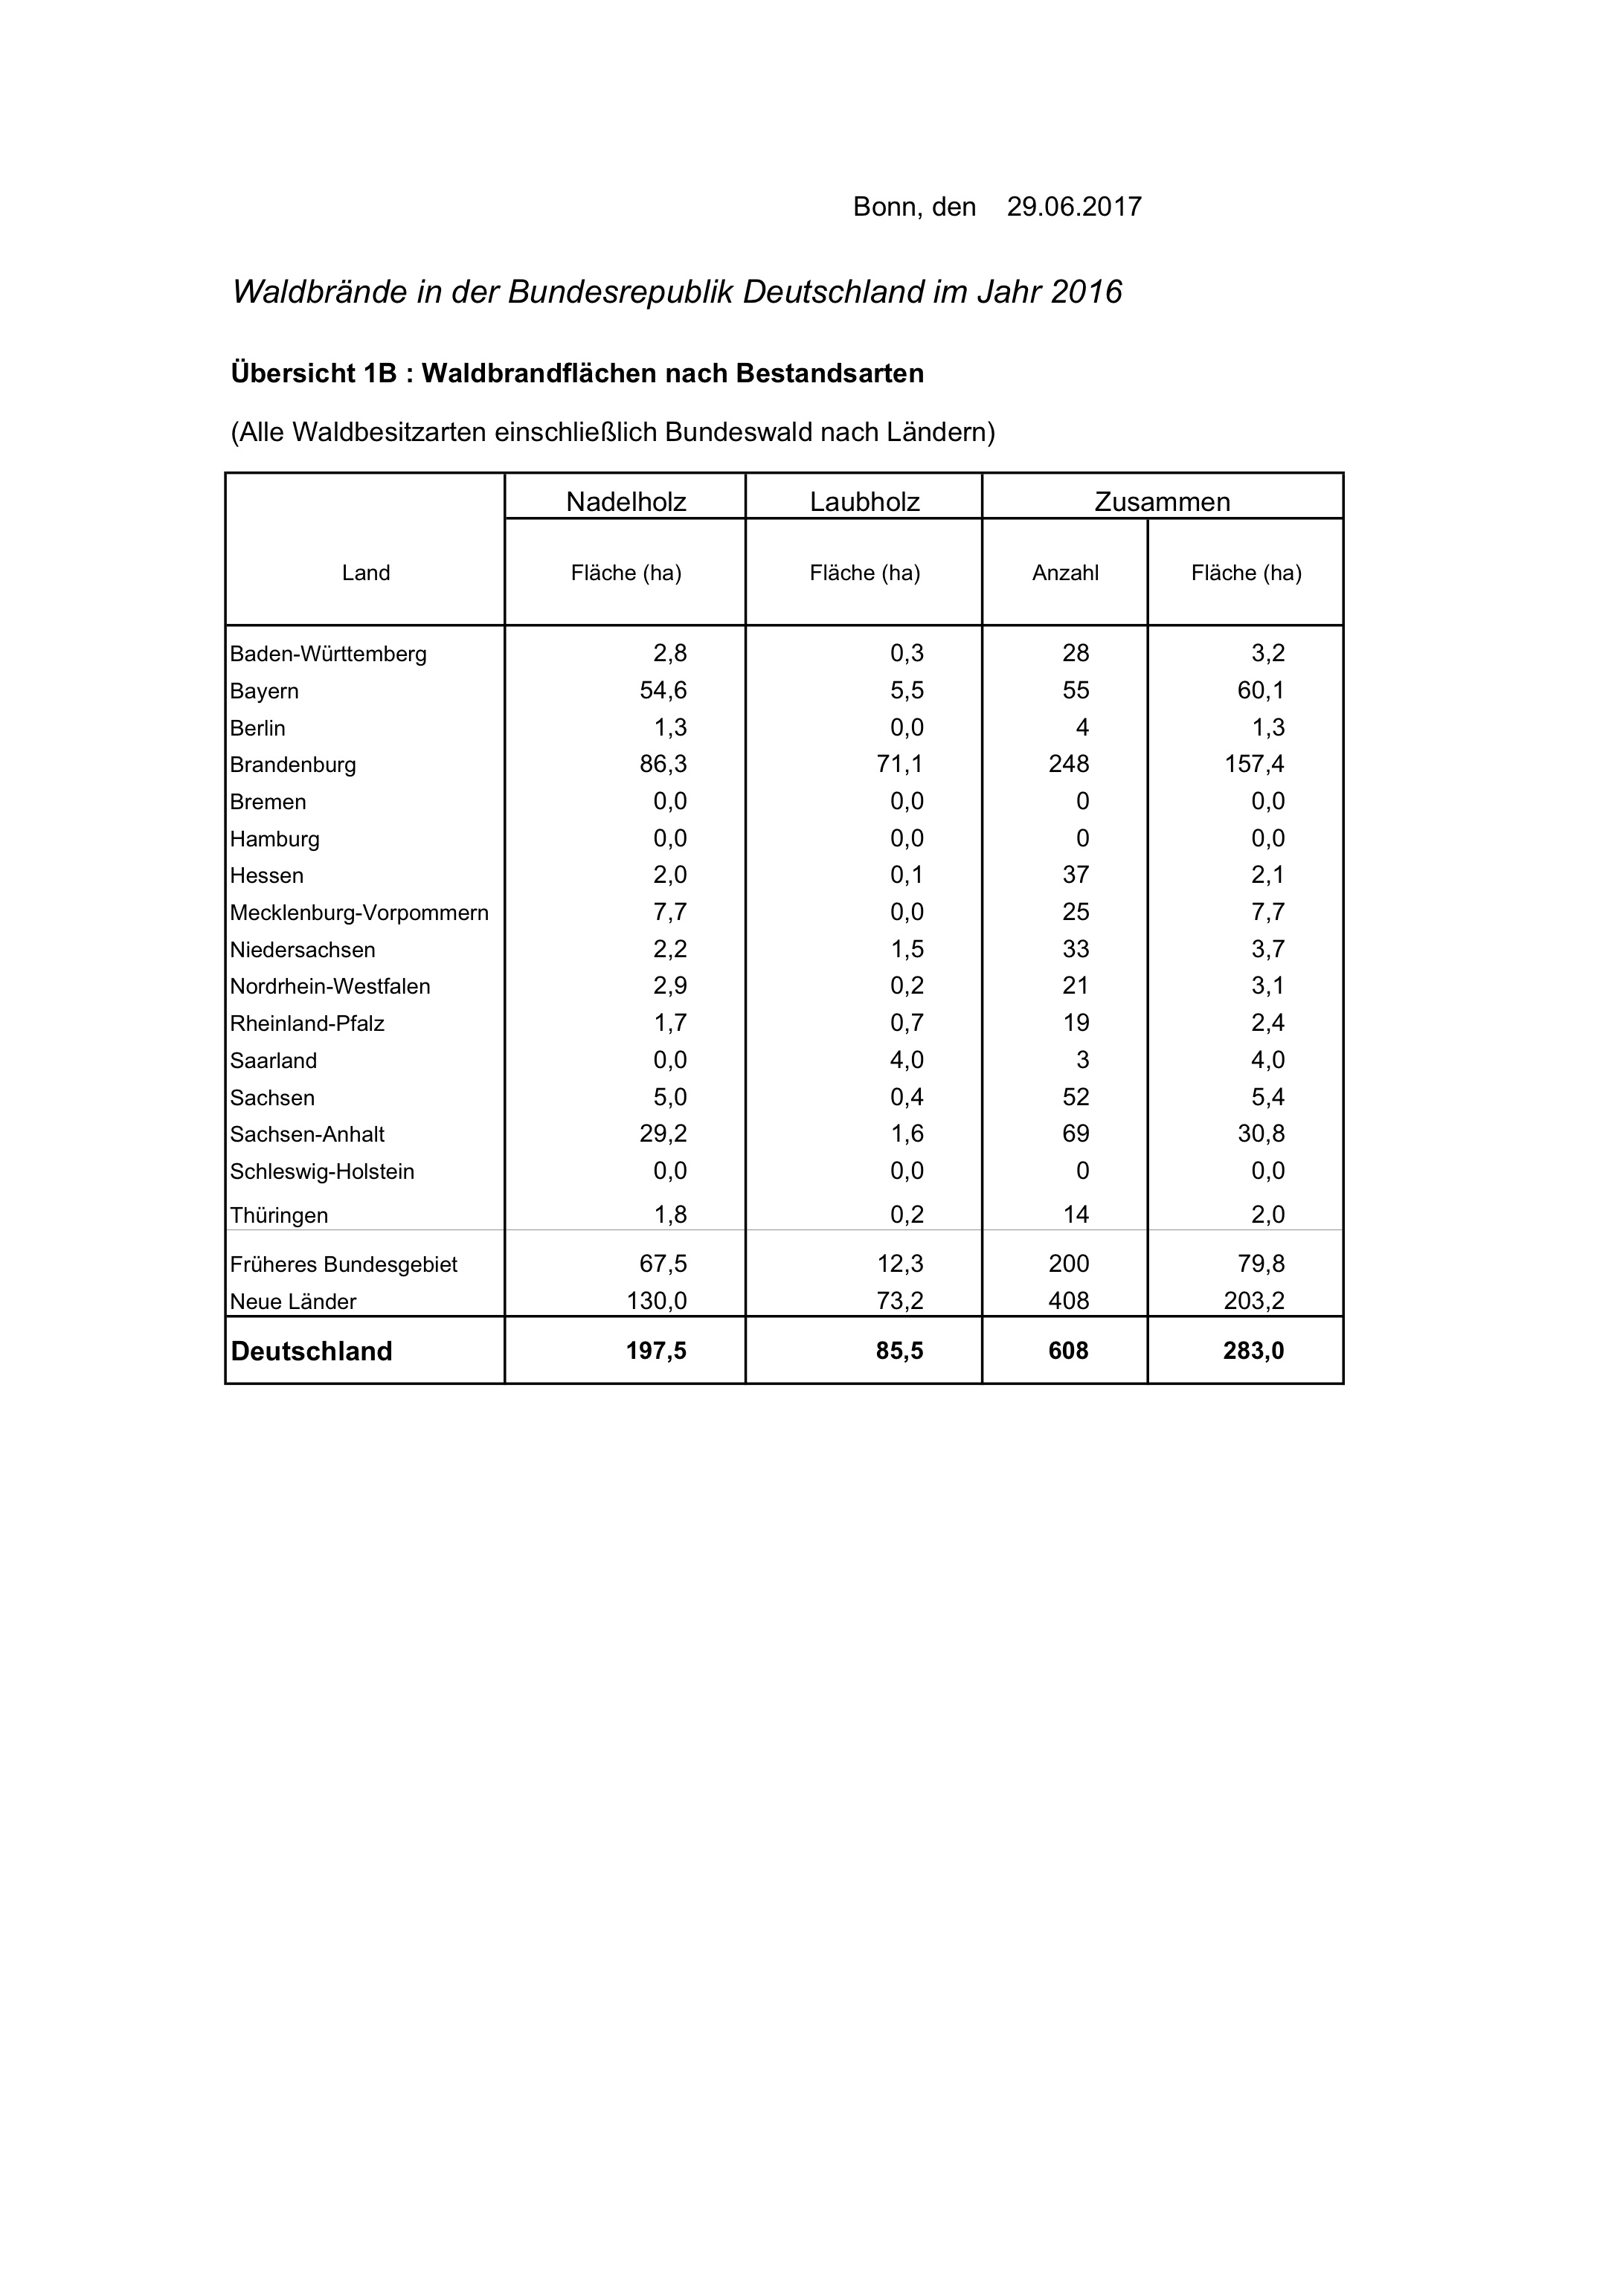 Bonn, den 29.06.2017
Waldbrände in der Bundesrepublik Deutschland im Jahr 2016
Übersicht 1B : Waldbrandflächen nach Bestandsarten
(Alle Waldbesitzarten einschließlich Bundeswald nach Ländern)
Nadelholz Laubholz Zusammen
Land Fläche (ha) Fläche (ha) Anzahl Fläche (ha)
Baden-Württemberg 2,8 0,3 28 3,2
Bayern 54,6 5,5 55 60,1
Berlin 1,3 0,0 4 1,3
Brandenburg 86,3 71,1 248 157,4
Bremen 0,0 0,0 0 0,0
Hamburg 0,0 0,0 0 0,0
Hessen 2,0 0,1 37 2,1
Mecklenburg-Vorpommern 7,7 0,0 25 7,7
Niedersachsen 2,2 1,5 33 3,7
Nordrhein-Westfalen 2,9 0,2 21 3,1
Rheinland-Pfalz 1,7 0,7 19 2,4
Saarland 0,0 4,0 3 4,0
Sachsen 5,0 0,4 52 5,4
Sachsen-Anhalt 29,2 1,6 69 30,8
Schleswig-Holstein 0,0 0,0 0 0,0
Thüringen 1,8 0,2 14 2,0
Früheres Bundesgebiet 67,5 12,3 200 79,8
Neue Länder 130,0 73,2 408 203,2
Deutschland 197,5 85,5 608 283,0